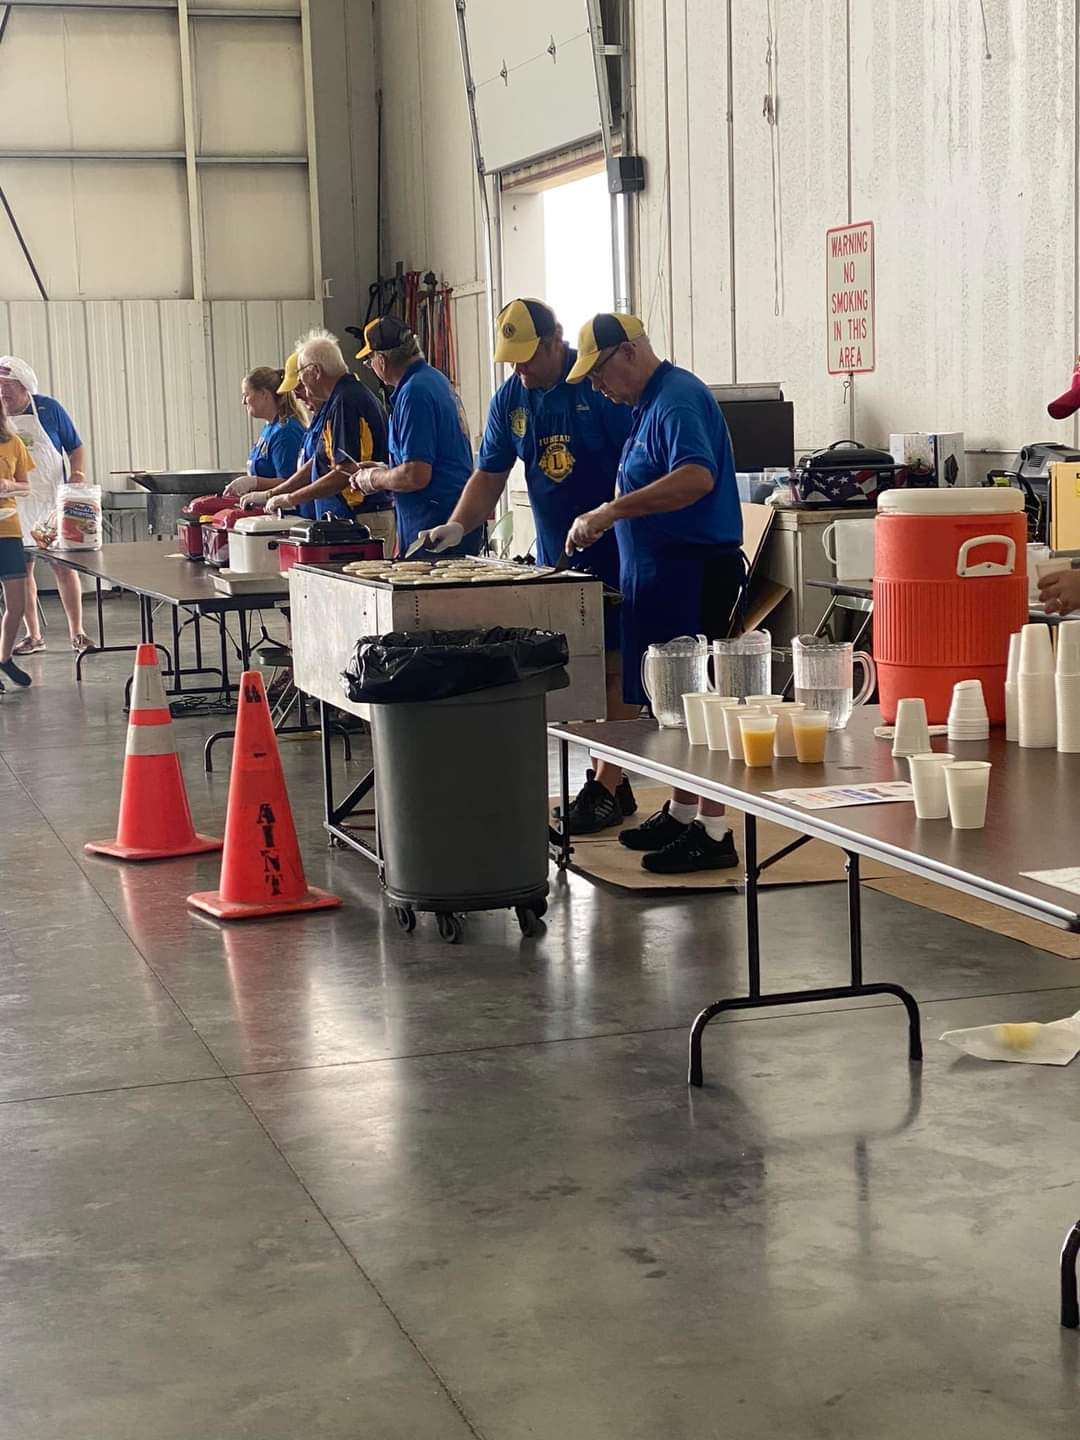 WARNING
NO
SMOKING
IN THIS
AREA
JUNEAU
L
L
AINT